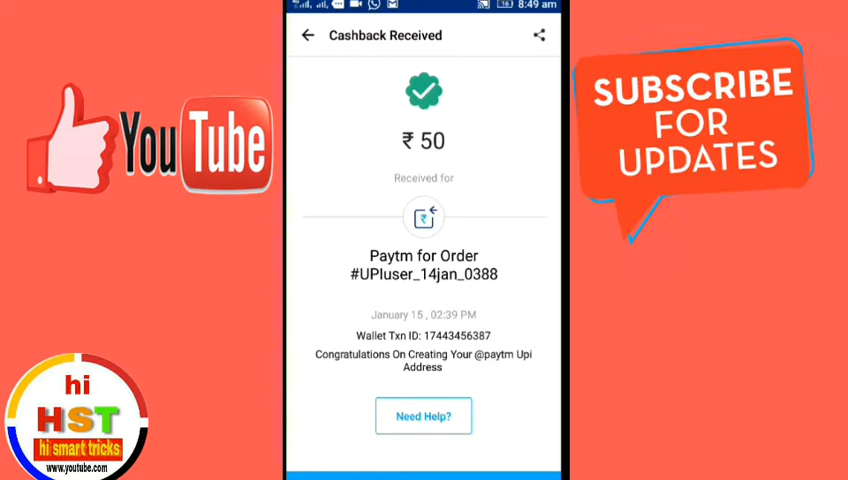 8:49 am
Cashback Received
₹ 50
Received for
₹
Paytm for Order
#UPIuser_14jan_0388
January 15 , 02:39 PM
Wallet Txn ID: 17443456387
Congratulations On Creating Your @paytm Upi
Address
Need Help?
You Tube
SUBSCRIBE
FOR
UPDATES
hi
HST
hi smart tricks
www.youtube.com